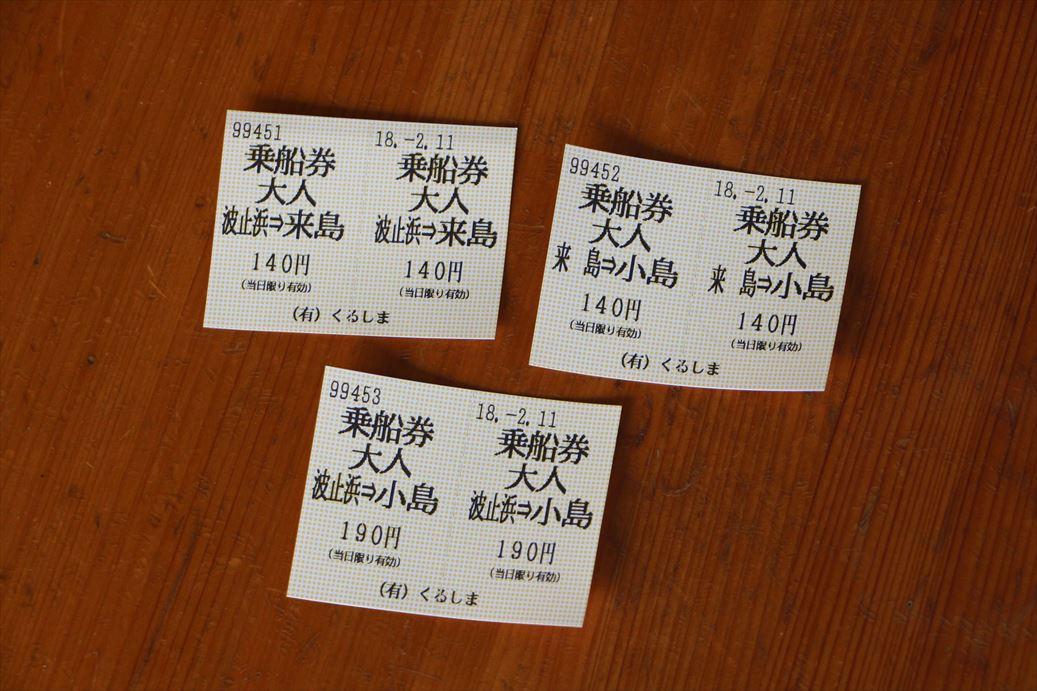 99451 18.-2.11
乗船券 乗船券
大人 大人
波止浜⇒来島 波止浜⇒来島
140円 140円
(当日限り有効) (当日限り有効)
(有) くるしま
99452 18.-2.11
乗船券 乗船券
大人 大人
来 島⇒小島 来 島⇒小島
140円 140円
(当日限り有効) (当日限り有効)
(有) くるしま
99453 18.-2.11
乗船券 乗船券
大人 大人
波止浜⇒小島 波止浜⇒小島
190円 190円
(当日限り有効) (当日限り有効)
(有) くるしま